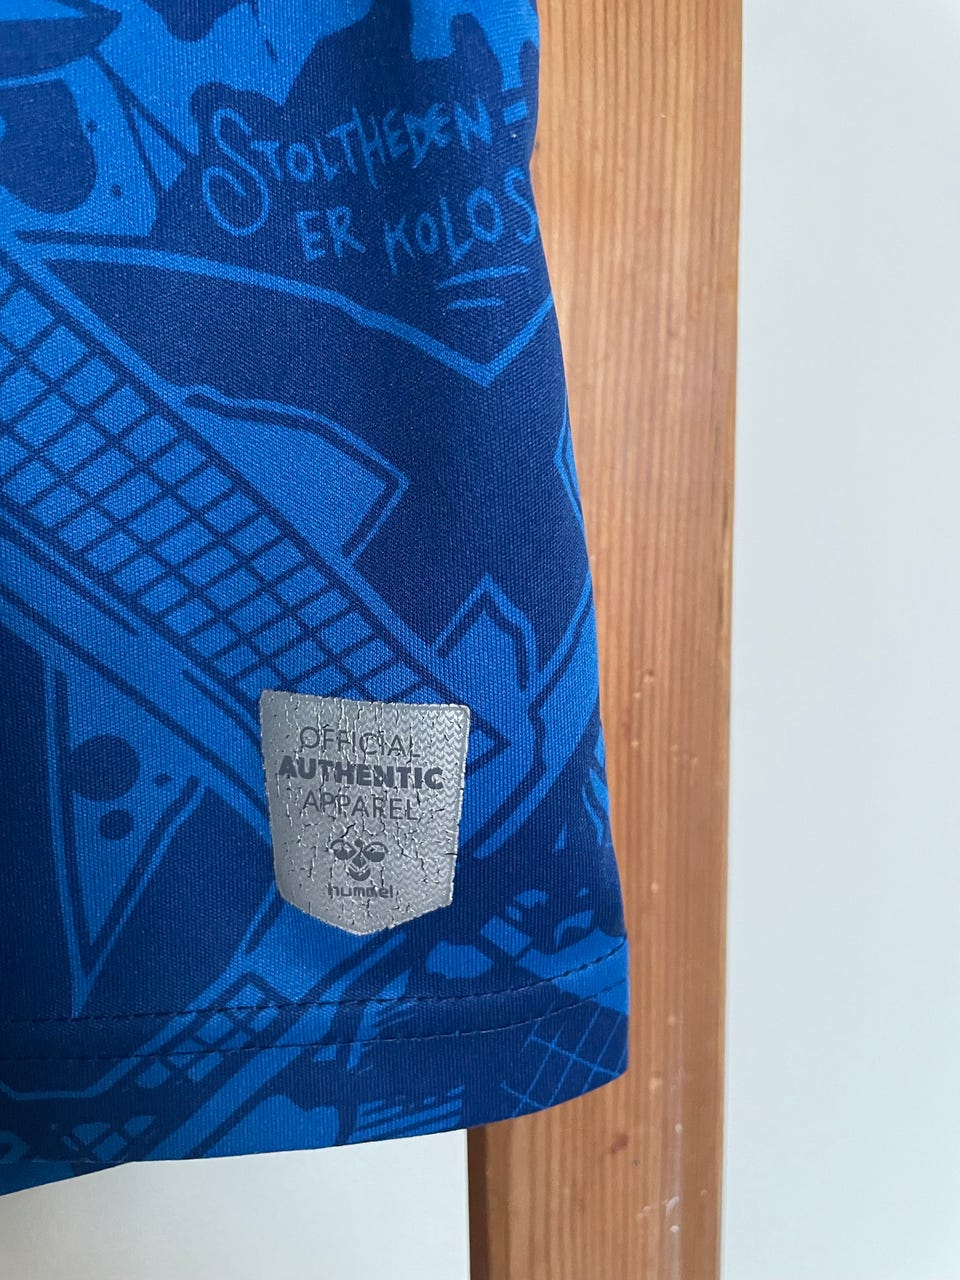 STOLTHEDEN
ER KOLOS
OFFICIAL
AUTHENTIC
APPAREL
hummel